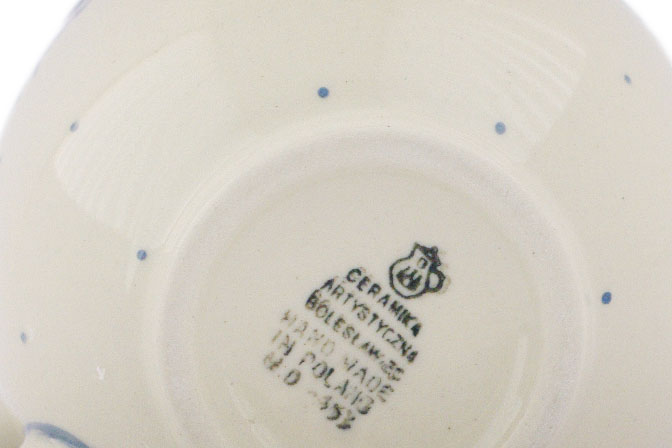 CERAMIKA
ARTYSTYCZNA
BOLESŁAWIEC
HAND MADE
IN POLAND